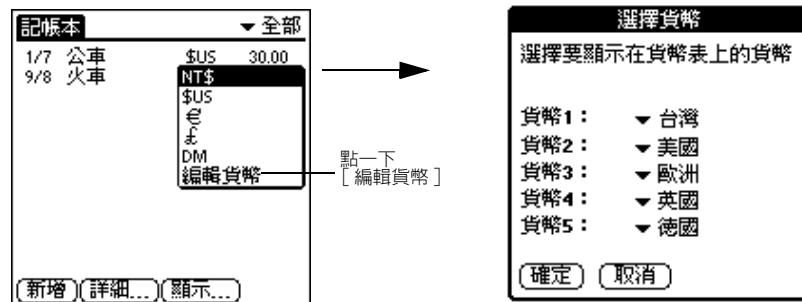 記帳本 全部
1/7 公車 $US 30.00
9/8 火車 NT$
$US
€
£
DM
編輯貨幣
新增 詳細... 顯示...
點一下
[ 編輯貨幣 ]
選擇貨幣
選擇要顯示在貨幣表上的貨幣
貨幣1： 台灣
貨幣2： 美國
貨幣3： 歐洲
貨幣4： 英國
貨幣5： 德國
確定 取消